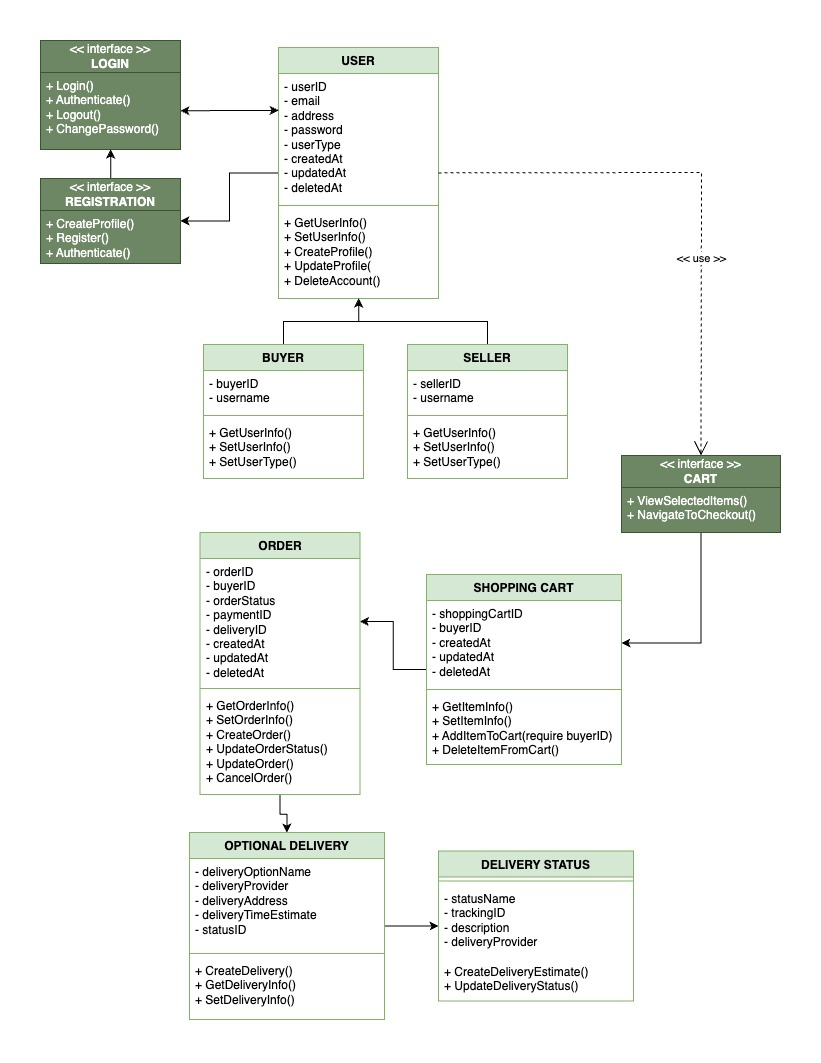 << interface >>
LOGIN
+ Login()
+ Authenticate()
+ Logout()
+ ChangePassword()
<< interface >>
REGISTRATION
+ CreateProfile()
+ Register()
+ Authenticate()
USER
- userID
- email
- address
- password
- userType
- createdAt
- updatedAt
- deletedAt
+ GetUserInfo()
+ SetUserInfo()
+ CreateProfile()
+ UpdateProfile(
+ DeleteAccount()
<< use >>
BUYER
- buyerID
- username
+ GetUserInfo()
+ SetUserInfo()
+ SetUserType()
SELLER
- sellerID
- username
+ GetUserInfo()
+ SetUserInfo()
+ SetUserType()
<< interface >>
CART
+ ViewSelectedItems()
+ NavigateToCheckout()
ORDER
- orderID
- buyerID
- orderStatus
- paymentID
- deliveryID
- createdAt
- updatedAt
- deletedAt
+ GetOrderInfo()
+ SetOrderInfo()
+ CreateOrder()
+ UpdateOrderStatus()
+ UpdateOrder()
+ CancelOrder()
SHOPPING CART
- shoppingCartID
- buyerID
- createdAt
- updatedAt
- deletedAt
+ GetItemInfo()
+ SetItemInfo()
+ AddItemToCart(require buyerID)
+ DeleteItemFromCart()
OPTIONAL DELIVERY
- deliveryOptionName
- deliveryProvider
- deliveryAddress
- deliveryTimeEstimate
- statusID
+ CreateDelivery()
+ GetDeliveryInfo()
+ SetDeliveryInfo()
DELIVERY STATUS
- statusName
- trackingID
- description
- deliveryProvider
+ CreateDeliveryEstimate()
+ UpdateDeliveryStatus()